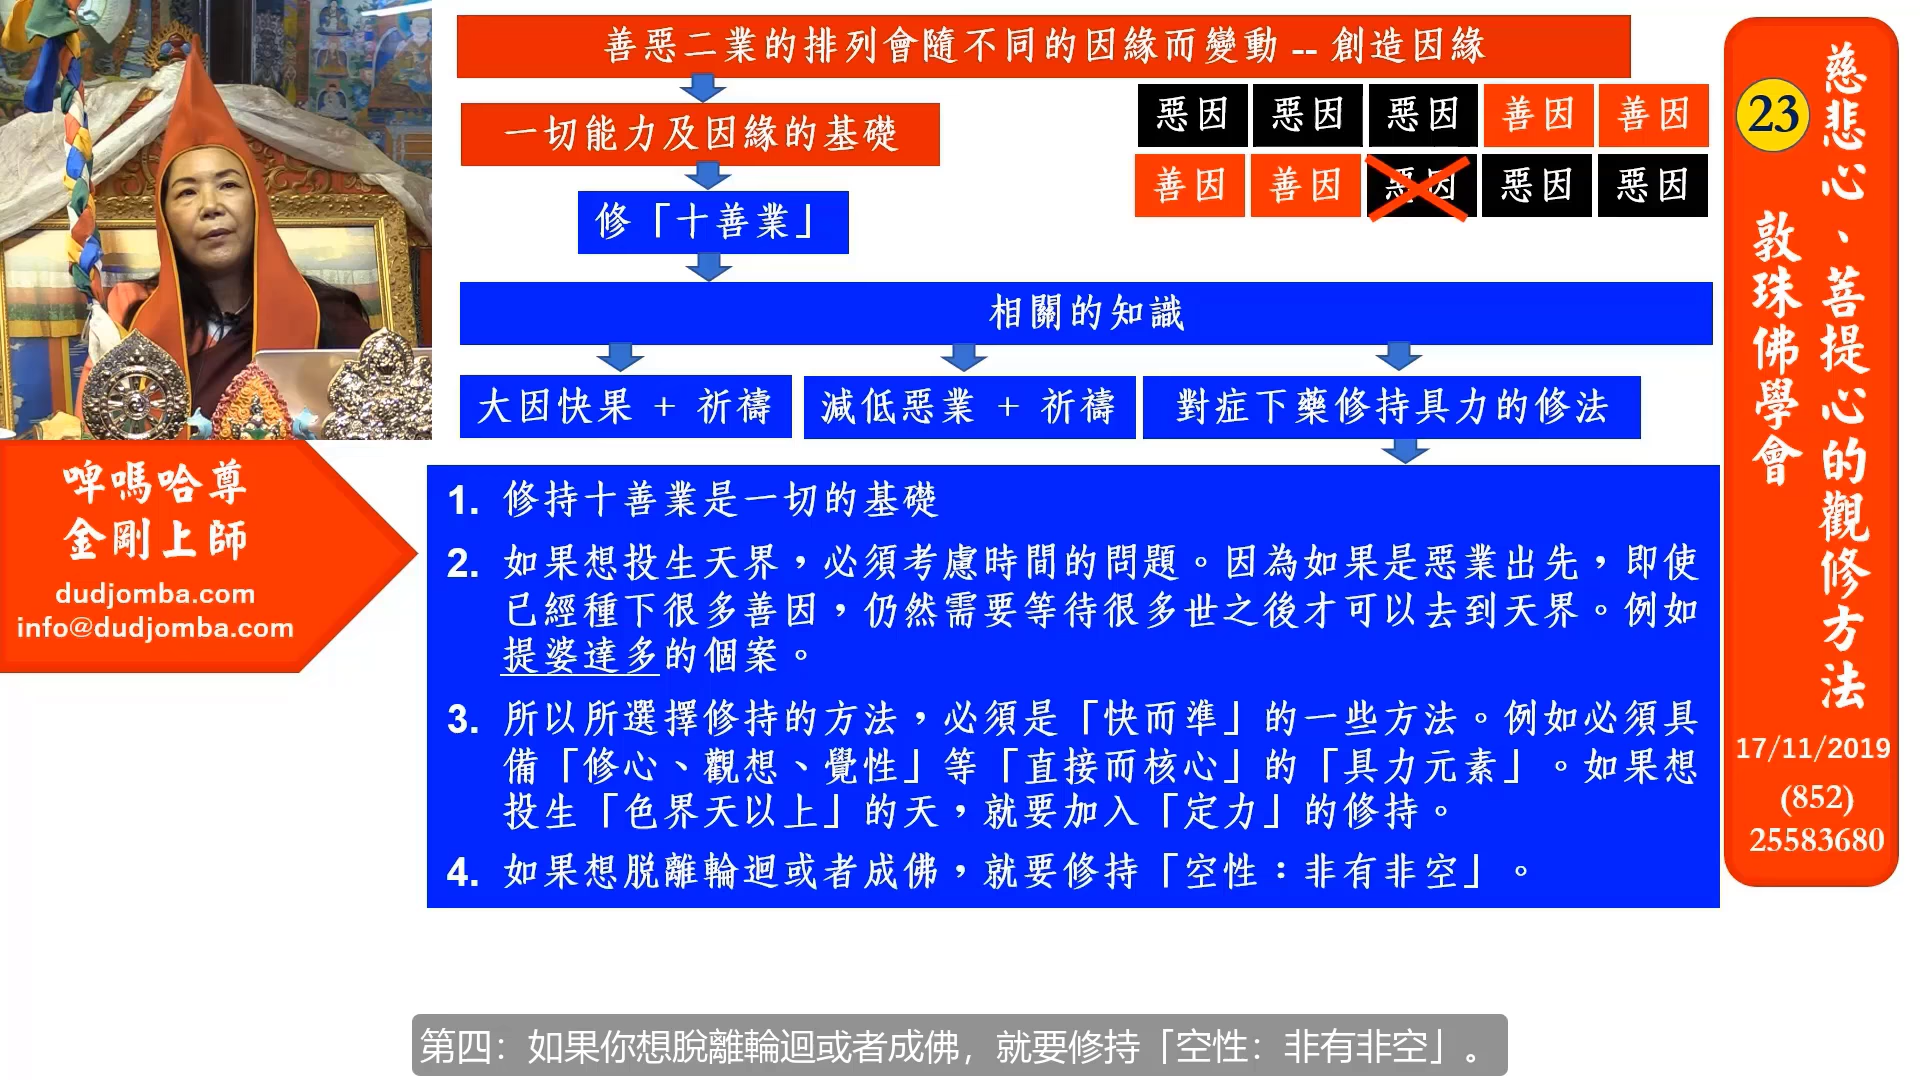 善惡二業的排列會隨不同的因緣而變動 -- 創造因緣
一切能力及因緣的基礎
修「十善業」
惡因 惡因 惡因 善因 善因
善因 善因 惡因 惡因 惡因
相關的知識
大因快果 + 祈禱
減低惡業 + 祈禱
對症下藥修持具力的修法
1. 修持十善業是一切的基礎
2. 如果想投生天界，必須考慮時間的問題。因為如果是惡業出先，即使
已經種下很多善因，仍然需要等待很多世之後才可以去到天界。例如
提婆達多的個案。
3. 所以所選擇修持的方法，必須是「快而準」的一些方法。例如必須具
備「修心、觀想、覺性」等「直接而核心」的「具力元素」。如果想
投生「色界天以上」的天，就要加入「定力」的修持。
4. 如果想脫離輪迴或者成佛，就要修持「空性：非有非空」。
啤嗎哈尊
金剛上師
dudjomba.com
info@dudjomba.com
慈悲心、菩提心的觀修方法
23
敦珠佛學會
17/11/2019
(852)
25583680
第四：如果你想脫離輪迴或者成佛，就要修持「空性：非有非空」。